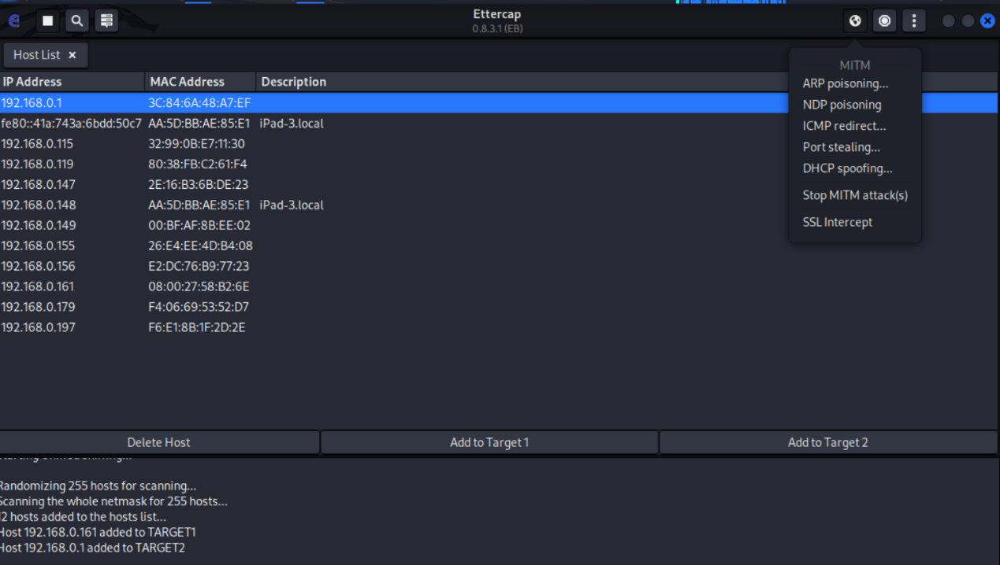 Ettercap
0.8.3.1 (EB)
Host List ×
IP Address MAC Address Description
192.168.0.1 3C:84:6A:48:A7:EF
fe80::41a:743a:6bdd:50c7 AA:5D:BB:AE:85:E1 iPad-3.local
192.168.0.115 32:99:0B:E7:11:30
192.168.0.119 80:38:FB:C2:61:F4
192.168.0.147 2E:16:B3:6B:DE:23
192.168.0.148 AA:5D:BB:AE:85:E1 iPad-3.local
192.168.0.149 00:BF:AF:8B:EE:02
192.168.0.155 26:E4:EE:4D:B4:08
192.168.0.156 E2:DC:76:B9:77:23
192.168.0.161 08:00:27:58:B2:6E
192.168.0.179 F4:06:69:53:52:D7
192.168.0.197 F6:E1:8B:1F:2D:2E
MITM
ARP poisoning...
NDP poisoning
ICMP redirect...
Port stealing...
DHCP spoofing...
Stop MITM attack(s)
SSL Intercept
Delete Host Add to Target 1 Add to Target 2
Randomizing 255 hosts for scanning...
Scanning the whole netmask for 255 hosts...
12 hosts added to the hosts list...
Host 192.168.0.161 added to TARGET1
Host 192.168.0.1 added to TARGET2